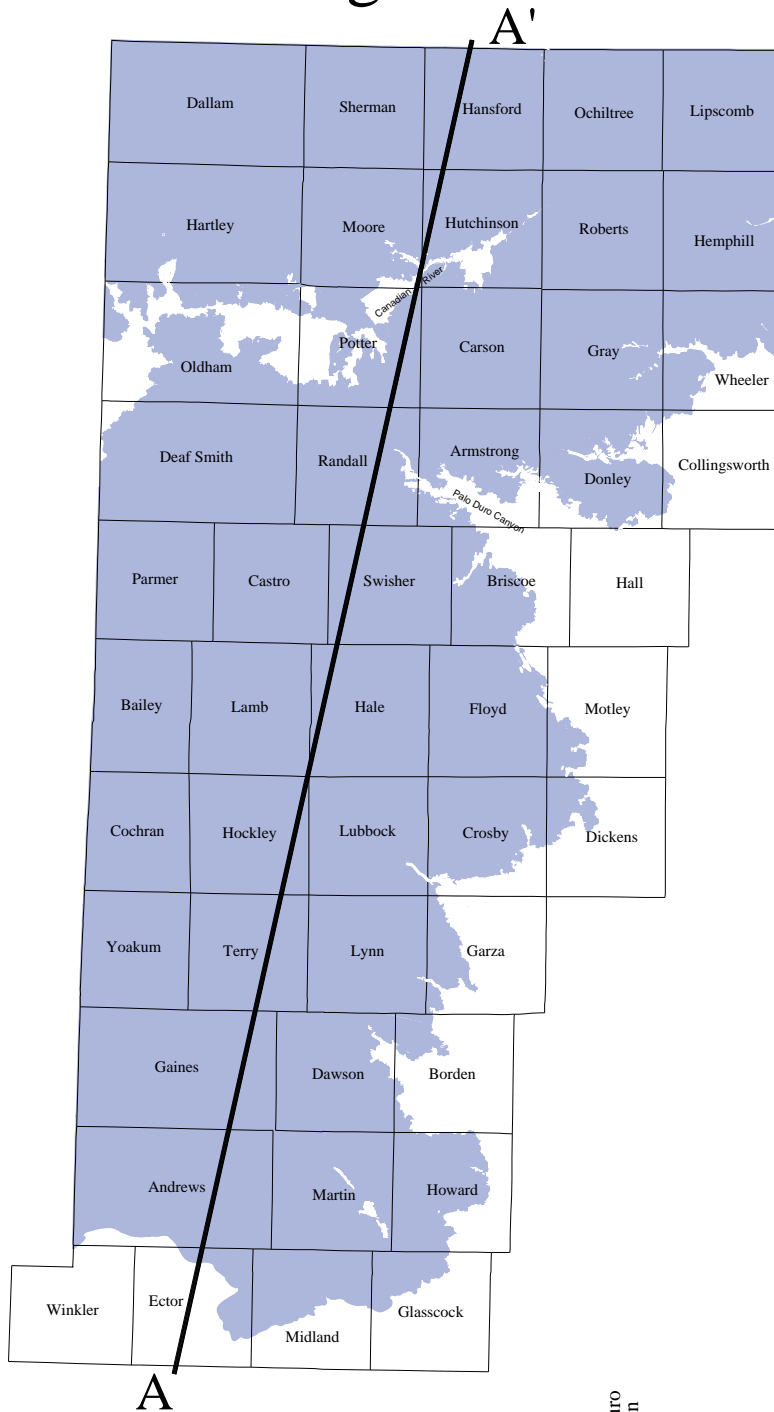 g
A'
Dallam
Sherman
Hansford
Ochiltree
Lipscomb
Hartley
Moore
Hutchinson
Roberts
Hemphill
Canadian River
Oldham
Potter
Carson
Gray
Wheeler
Deaf Smith
Randall
Armstrong
Donley
Collingsworth
Palo Duro Canyon
Parmer
Castro
Swisher
Briscoe
Hall
Bailey
Lamb
Hale
Floyd
Motley
Cochran
Hockley
Lubbock
Crosby
Dickens
Yoakum
Terry
Lynn
Garza
Gaines
Dawson
Borden
Andrews
Martin
Howard
Winkler
Ector
Midland
Glasscock
A
uro
n